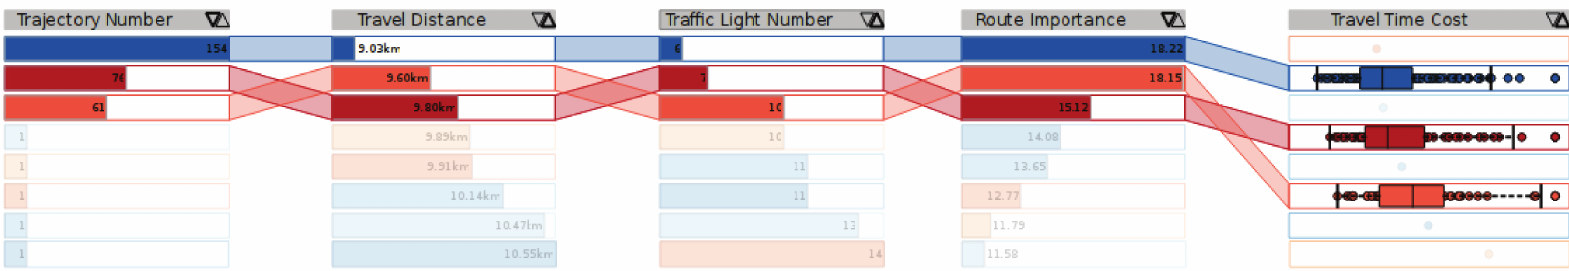 Trajectory Number Travel Distance Traffic Light Number Route Importance Travel Time Cost
154 9.03km 6 18.22
76 9.60km 7 18.15
61 9.80km 10 15.12
1 9.89km 10 14.08
1 9.91km 11 13.65
1 10.14km 11 12.77
1 10.47km 13 11.79
1 10.55km 14 11.58